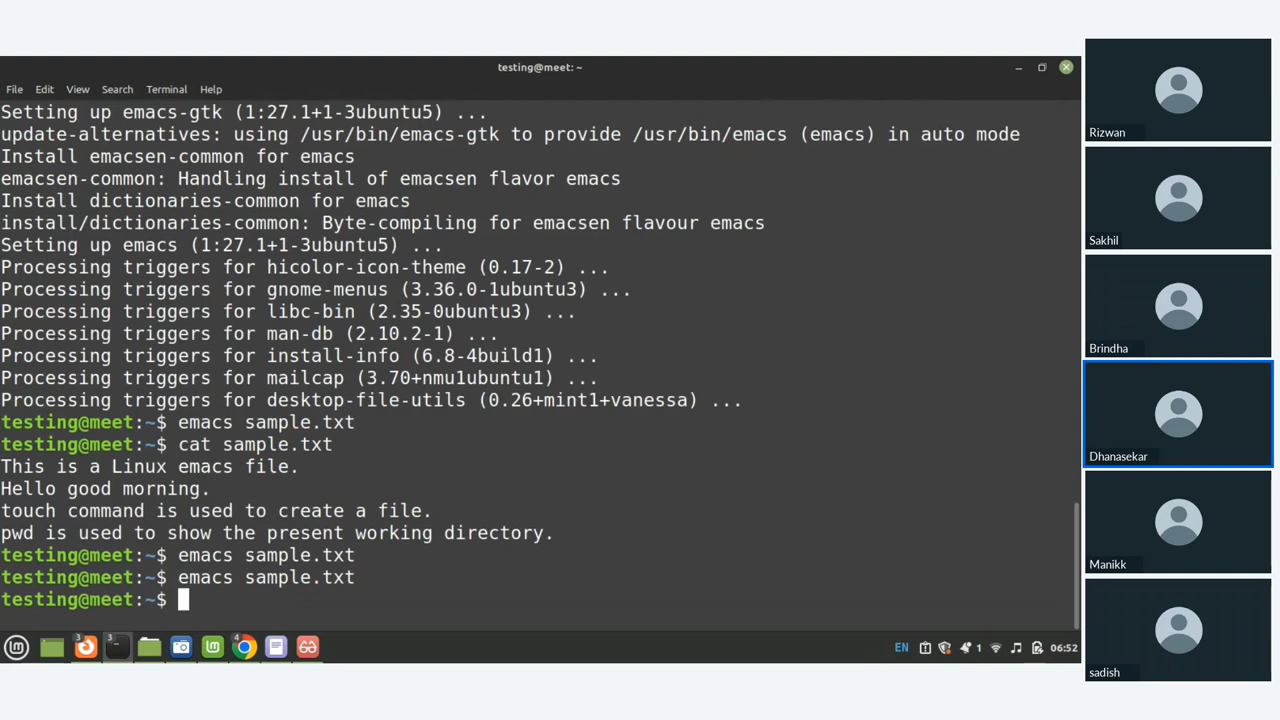 testing@meet: ~
File Edit View Search Terminal Help
Setting up emacs-gtk (1:27.1+1-3ubuntu5) ...
update-alternatives: using /usr/bin/emacs-gtk to provide /usr/bin/emacs (emacs) in auto mode
Install emacsen-common for emacs
emacsen-common: Handling install of emacsen flavor emacs
Install dictionaries-common for emacs
install/dictionaries-common: Byte-compiling for emacsen flavour emacs
Setting up emacs (1:27.1+1-3ubuntu5) ...
Processing triggers for hicolor-icon-theme (0.17-2) ...
Processing triggers for gnome-menus (3.36.0-1ubuntu3) ...
Processing triggers for libc-bin (2.35-0ubuntu3) ...
Processing triggers for man-db (2.10.2-1) ...
Processing triggers for install-info (6.8-4build1) ...
Processing triggers for mailcap (3.70+nmu1ubuntu1) ...
Processing triggers for desktop-file-utils (0.26+mint1+vanessa) ...
testing@meet:~$ emacs sample.txt
testing@meet:~$ cat sample.txt
This is a Linux emacs file.
Hello good morning.
touch command is used to create a file.
pwd is used to show the present working directory.
testing@meet:~$ emacs sample.txt
testing@meet:~$ emacs sample.txt
testing@meet:~$
3 3 4 EN 1 06:52
Rizwan
Sakhil
Brindha
Dhanasekar
Manikk
sadish